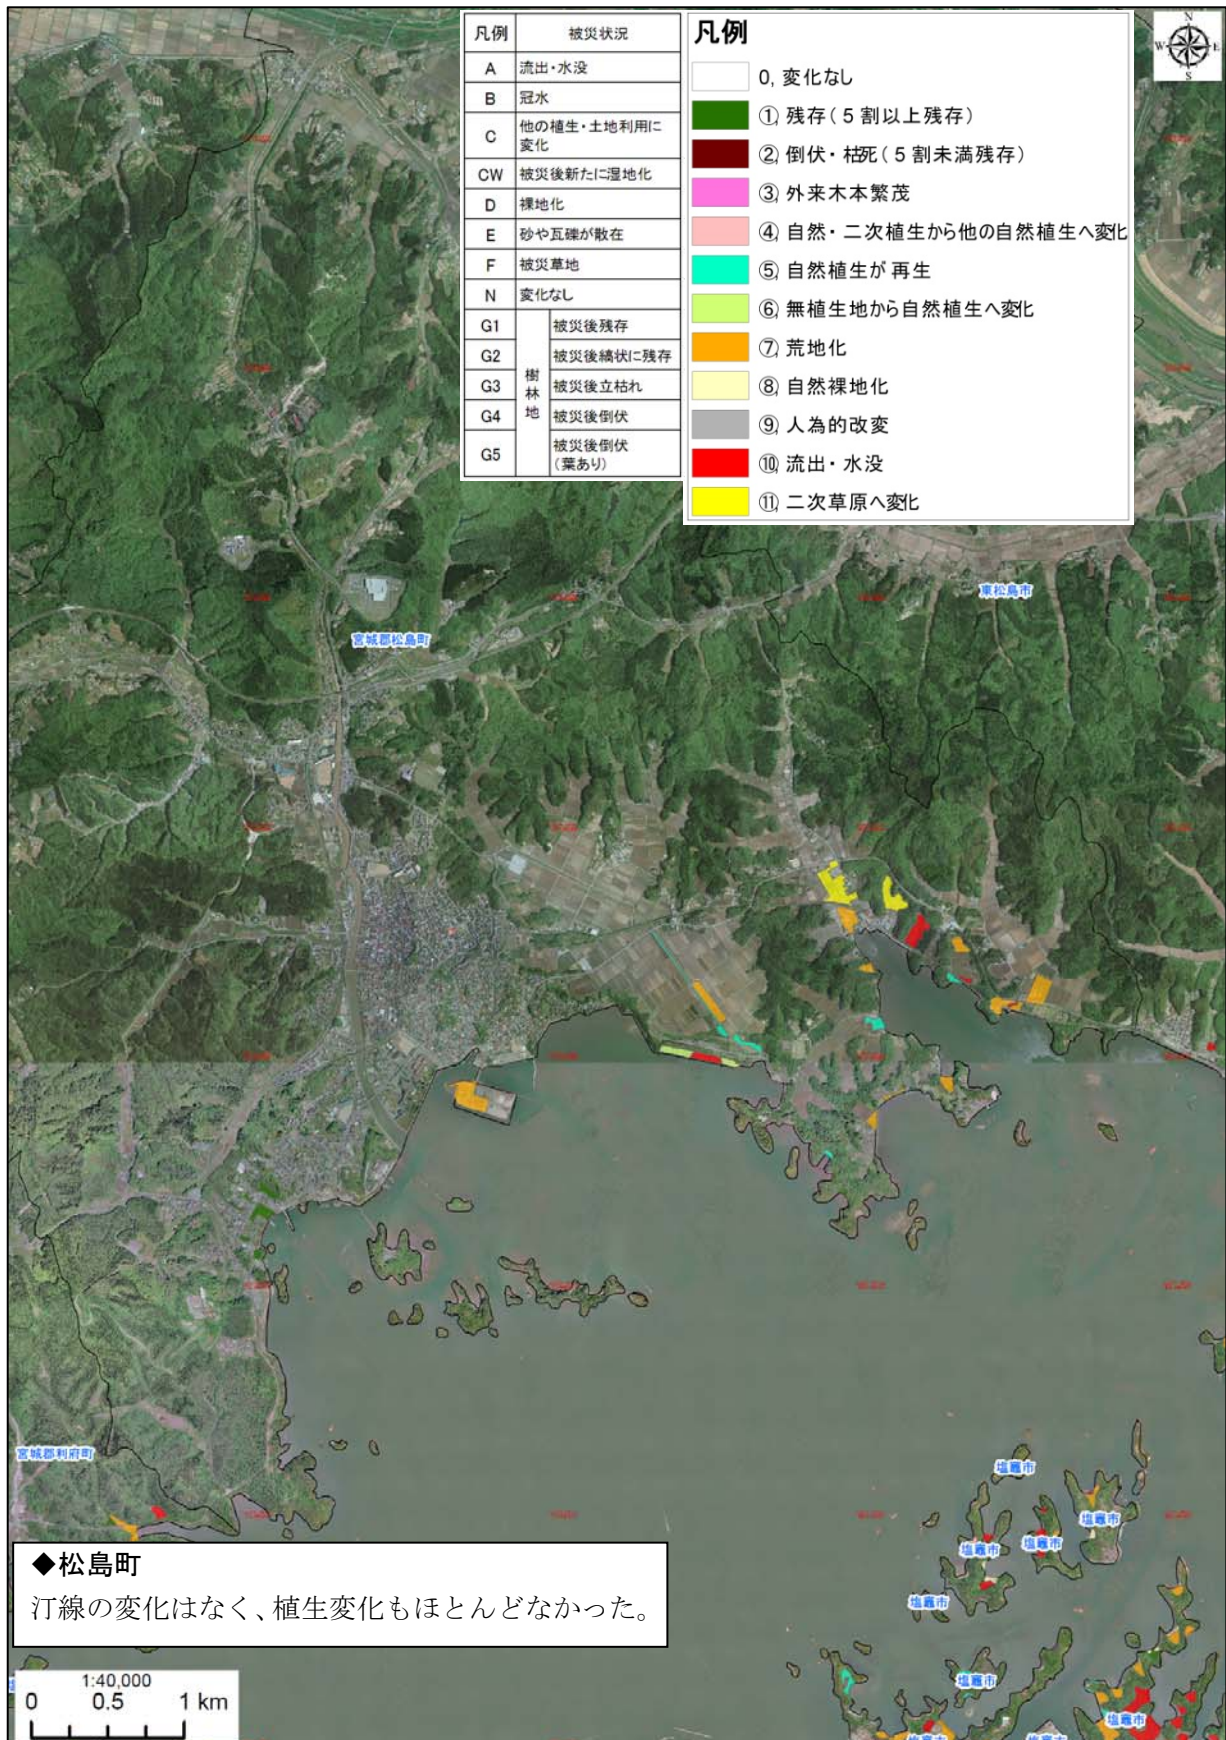 凡例 被災状況
A 流出・水没
B 冠水
C 他の植生・土地利用に
変化
CW 被災後新たに湿地化
D 裸地化
E 砂や瓦礫が散在
F 被災草地
N 変化なし
樹林地
G1 被災後残存
G2 被災後縞状に残存
G3 被災後立枯れ
G4 被災後倒伏
G5 被災後倒伏
(葉あり)
凡例
0, 変化なし
①, 残存(5割以上残存)
②, 倒伏・枯死(5割未満残存)
③, 外来木本繁茂
④, 自然・二次植生から他の自然植生へ変化
⑤, 自然植生が再生
⑥, 無植生地から自然植生へ変化
⑦, 荒地化
⑧, 自然裸地化
⑨, 人為的改変
⑩, 流出・水没
⑪, 二次草原へ変化
N
W E
S
東松島市
宮城郡松島町
宮城郡利府町
塩竈市
塩竈市
塩竈市
塩竈市
塩竈市
塩竈市
塩竈市
塩竈市
塩竈市
◆松島町
汀線の変化はなく、植生変化もほとんどなかった。
1:40,000
0 0.5 1 km